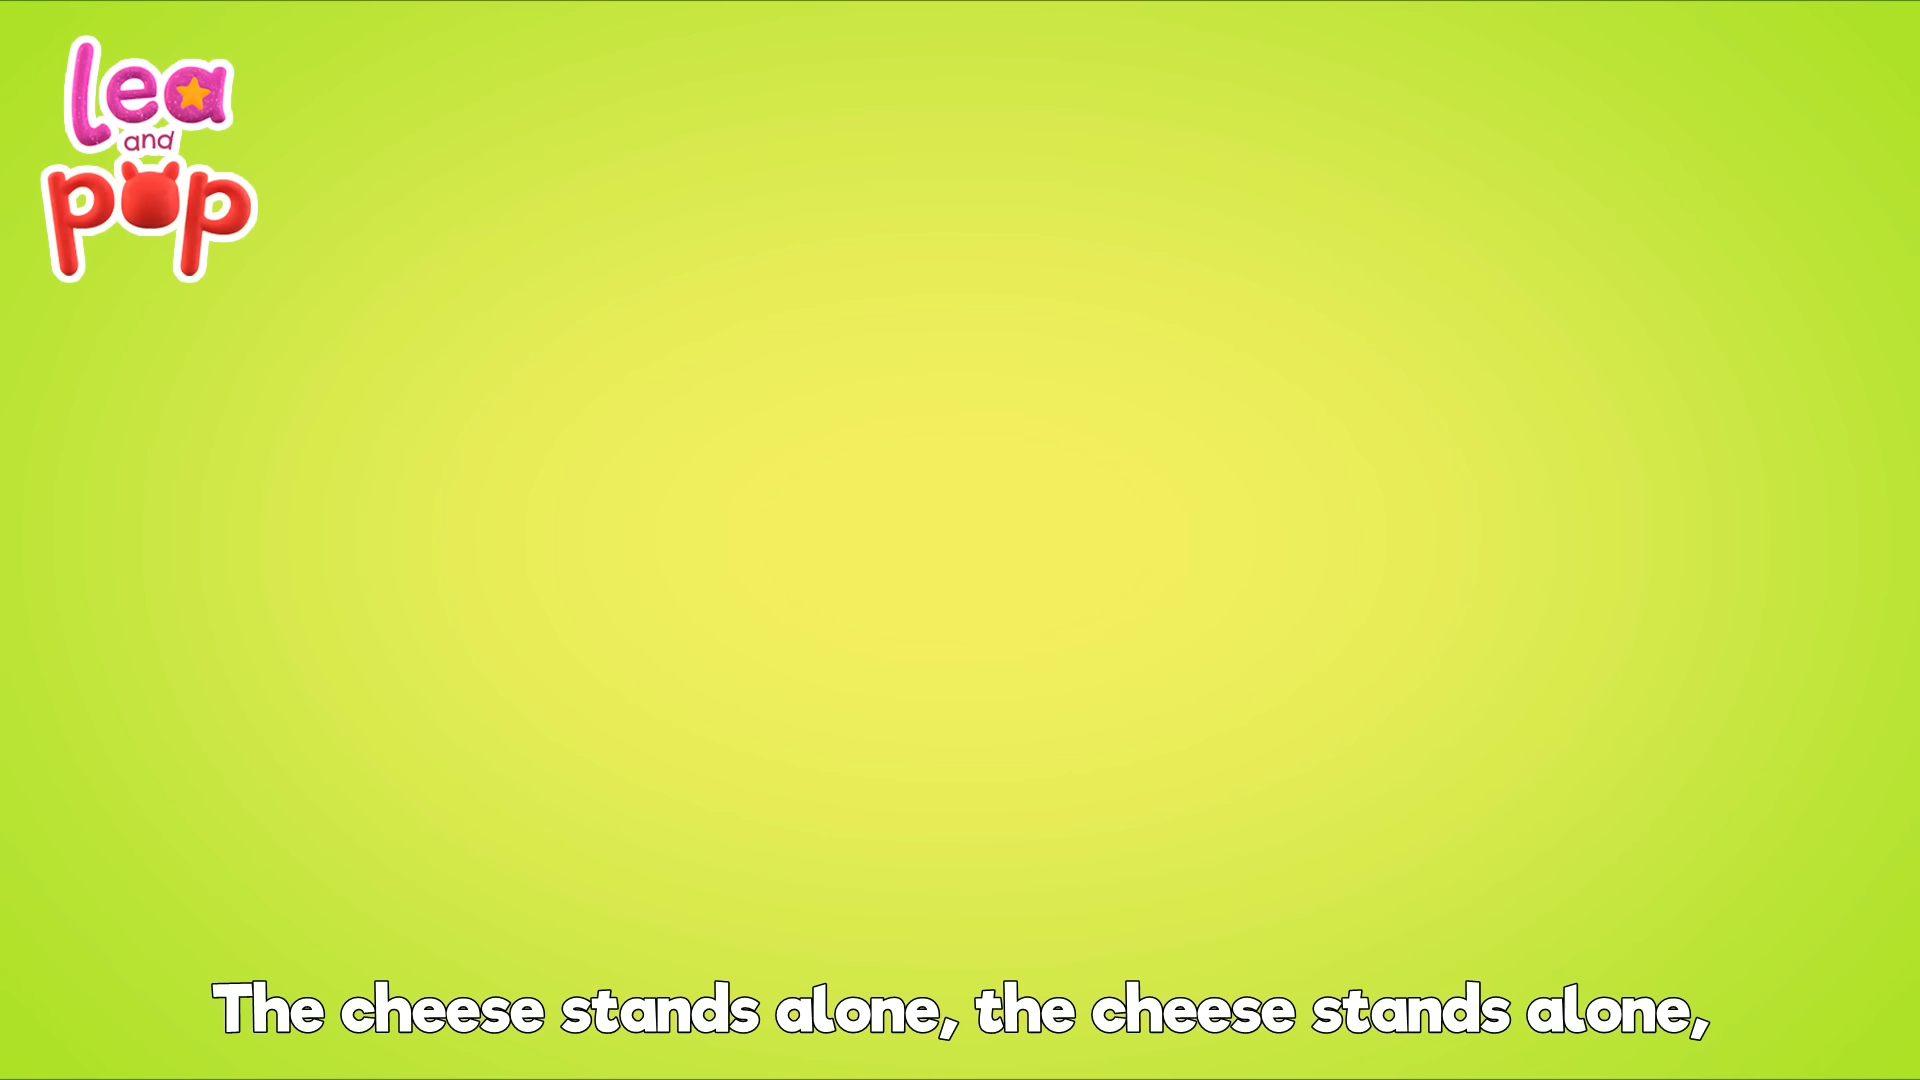 lea
and
pop
The cheese stands alone, the cheese stands alone,